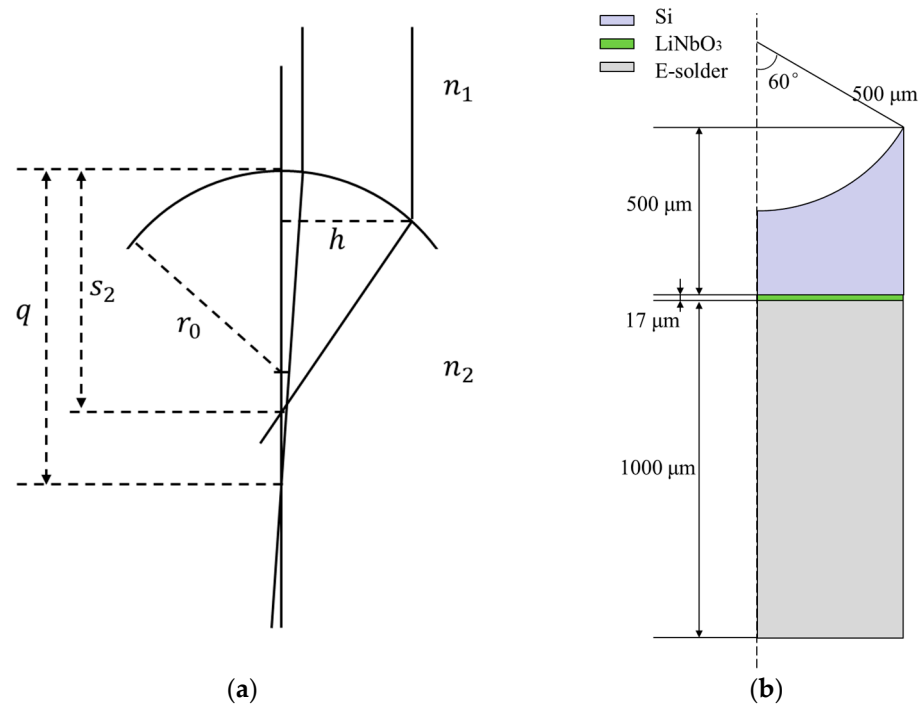 n₁
h
q
s₂
r₀
n₂
(a)
Si
LiNbO₃
E-solder
60°
500 μm
500 μm
17 μm
1000 μm
(b)